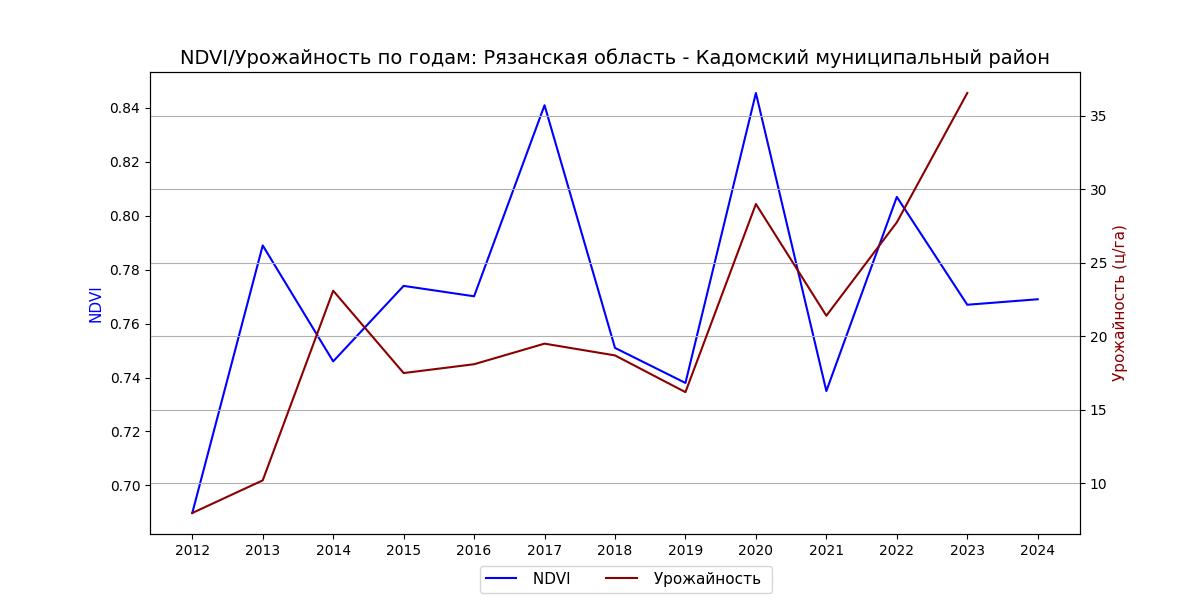 NDVI/Урожайность по годам: Рязанская область - Кадомский муниципальный район
0.84
0.82
0.80
0.78
0.76
0.74
0.72
0.70
NDVI
35
30
25
20
15
10
Урожайность (ц/га)
2012 2013 2014 2015 2016 2017 2018 2019 2020 2021 2022 2023 2024
NDVI Урожайность